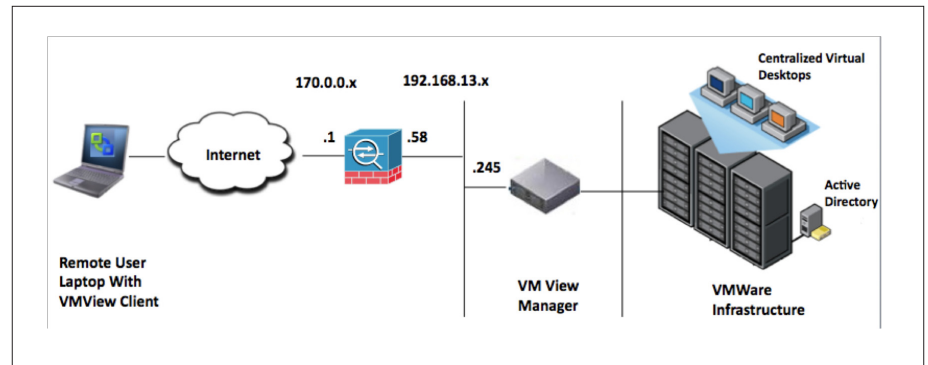 Centralized Virtual
Desktops
170.0.0.x
192.168.13.x
.1
.58
Internet
.245
Active
Directory
Remote User
Laptop With
VMView Client
VM View
Manager
VMWare
Infrastructure